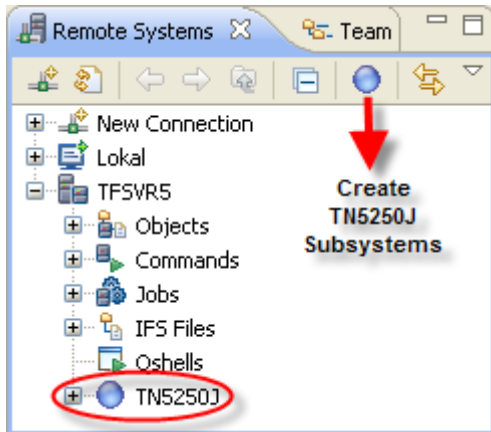 Remote Systems
Team
New Connection
Lokal
TFSVR5
Create
TN5250J
Subsystems
Objects
Commands
Jobs
IFS Files
Qshells
TN5250J